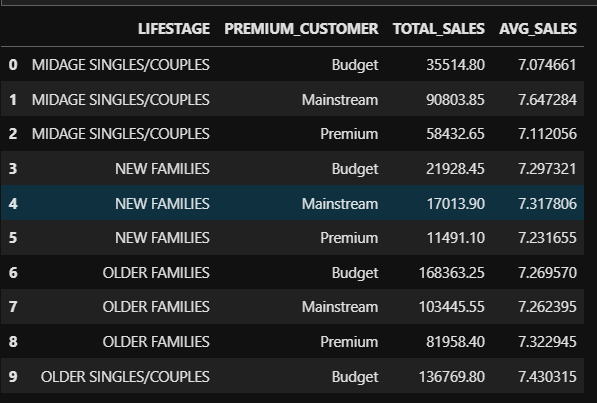 LIFESTAGE PREMIUM_CUSTOMER TOTAL_SALES AVG_SALES
0 MIDAGE SINGLES/COUPLES Budget 35514.80 7.074661
1 MIDAGE SINGLES/COUPLES Mainstream 90803.85 7.647284
2 MIDAGE SINGLES/COUPLES Premium 58432.65 7.112056
3 NEW FAMILIES Budget 21928.45 7.297321
4 NEW FAMILIES Mainstream 17013.90 7.317806
5 NEW FAMILIES Premium 11491.10 7.231655
6 OLDER FAMILIES Budget 168363.25 7.269570
7 OLDER FAMILIES Mainstream 103445.55 7.262395
8 OLDER FAMILIES Premium 81958.40 7.322945
9 OLDER SINGLES/COUPLES Budget 136769.80 7.430315